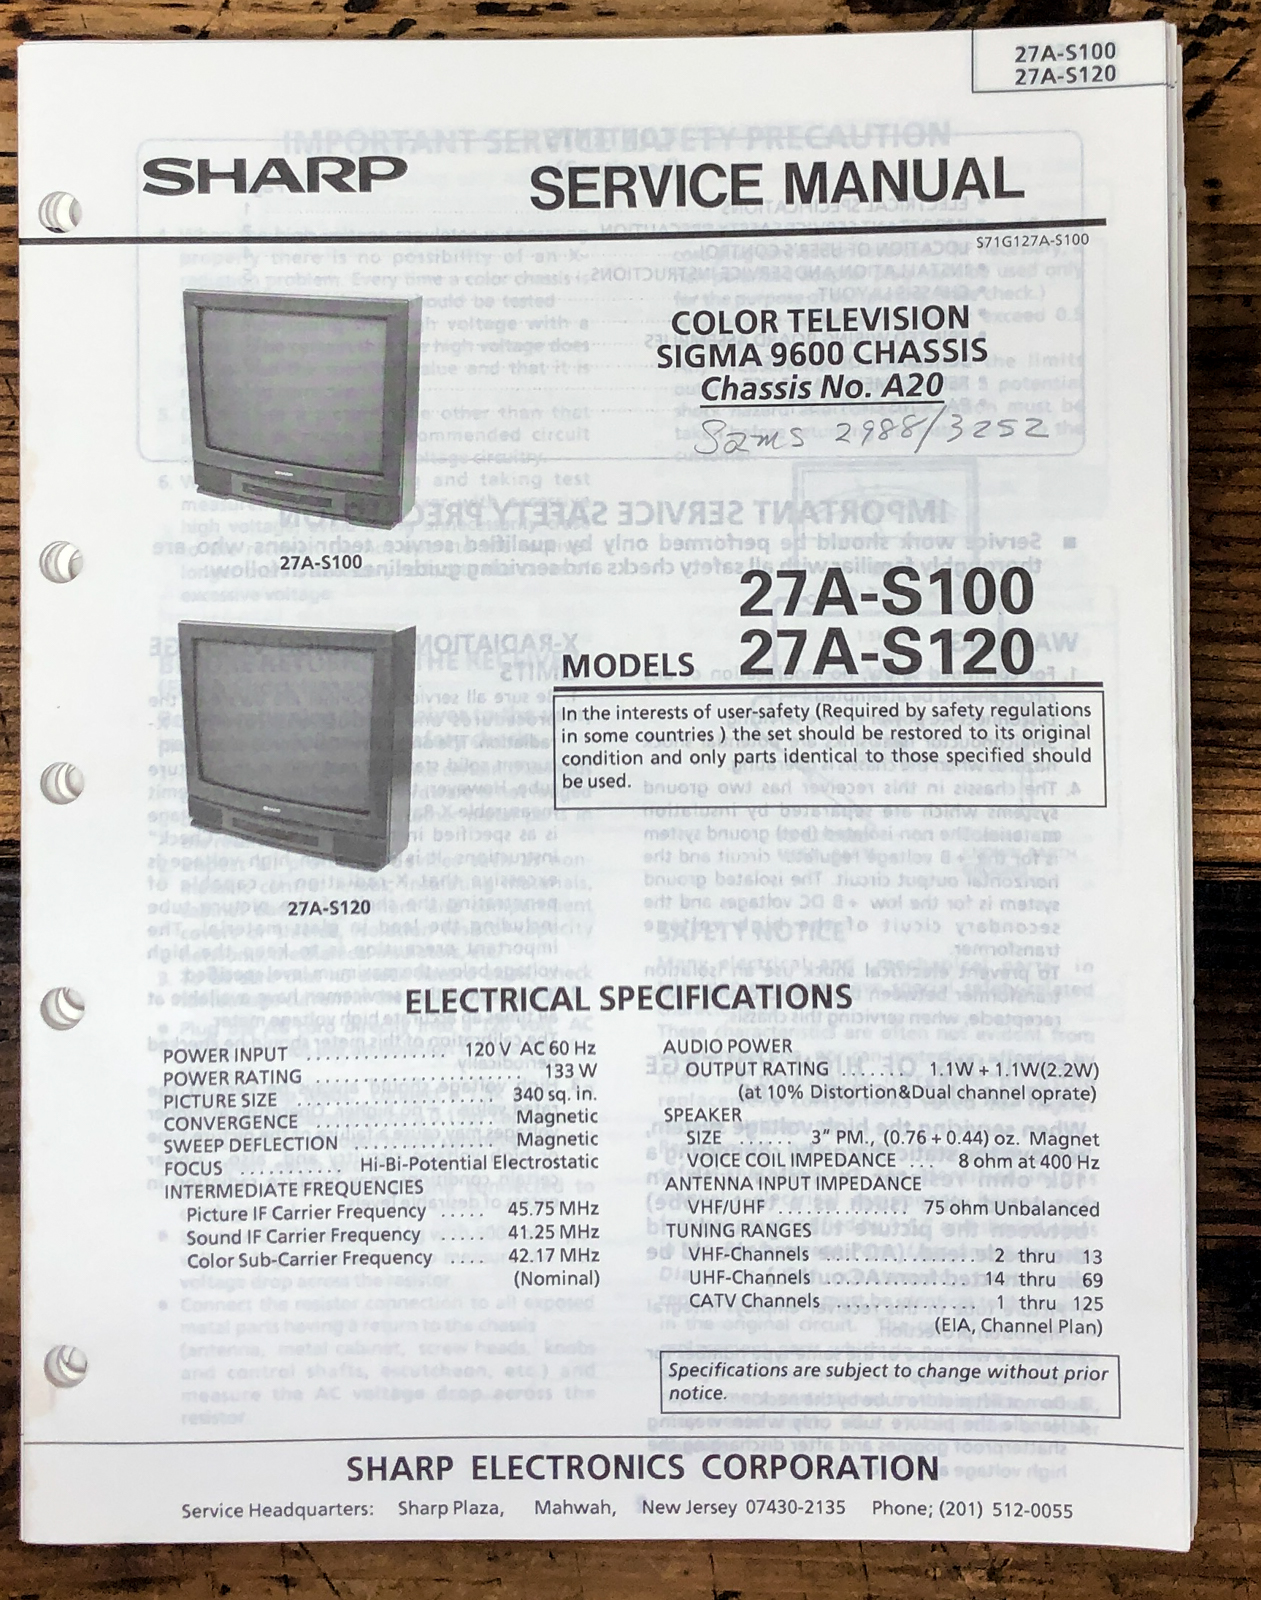 27A-S100
27A-S120
SHARP SERVICE MANUAL
S71G127A-S100
COLOR TELEVISION
SIGMA 9600 CHASSIS
Chassis No. A20
Sams 2988/3252
27A-S100
27A-S100
MODELS 27A-S120
In the interests of user-safety (Required by safety regulations
in some countries ) the set should be restored to its original
condition and only parts identical to those specified should
be used.
27A-S120
ELECTRICAL SPECIFICATIONS
POWER INPUT .............. 120 V AC 60 Hz
POWER RATING .................... 133 W
PICTURE SIZE .................... 340 sq. in.
CONVERGENCE .................. Magnetic
SWEEP DEFLECTION .............. Magnetic
FOCUS ........... Hi-Bi-Potential Electrostatic
INTERMEDIATE FREQUENCIES
Picture IF Carrier Frequency ..... 45.75 MHz
Sound IF Carrier Frequency ..... 41.25 MHz
Color Sub-Carrier Frequency .... 42.17 MHz
(Nominal)
AUDIO POWER
OUTPUT RATING ...... 1.1W + 1.1W(2.2W)
(at 10% Distortion&Dual channel oprate)
SPEAKER
SIZE ...... 3" PM., (0.76 + 0.44) oz. Magnet
VOICE COIL IMPEDANCE ... 8 ohm at 400 Hz
ANTENNA INPUT IMPEDANCE
VHF/UHF ............. 75 ohm Unbalanced
TUNING RANGES
VHF-Channels ................ 2 thru 13
UHF-Channels ............... 14 thru 69
CATV Channels .............. 1 thru 125
(EIA, Channel Plan)
Specifications are subject to change without prior
notice.
SHARP ELECTRONICS CORPORATION
Service Headquarters: Sharp Plaza, Mahwah, New Jersey 07430-2135 Phone; (201) 512-0055